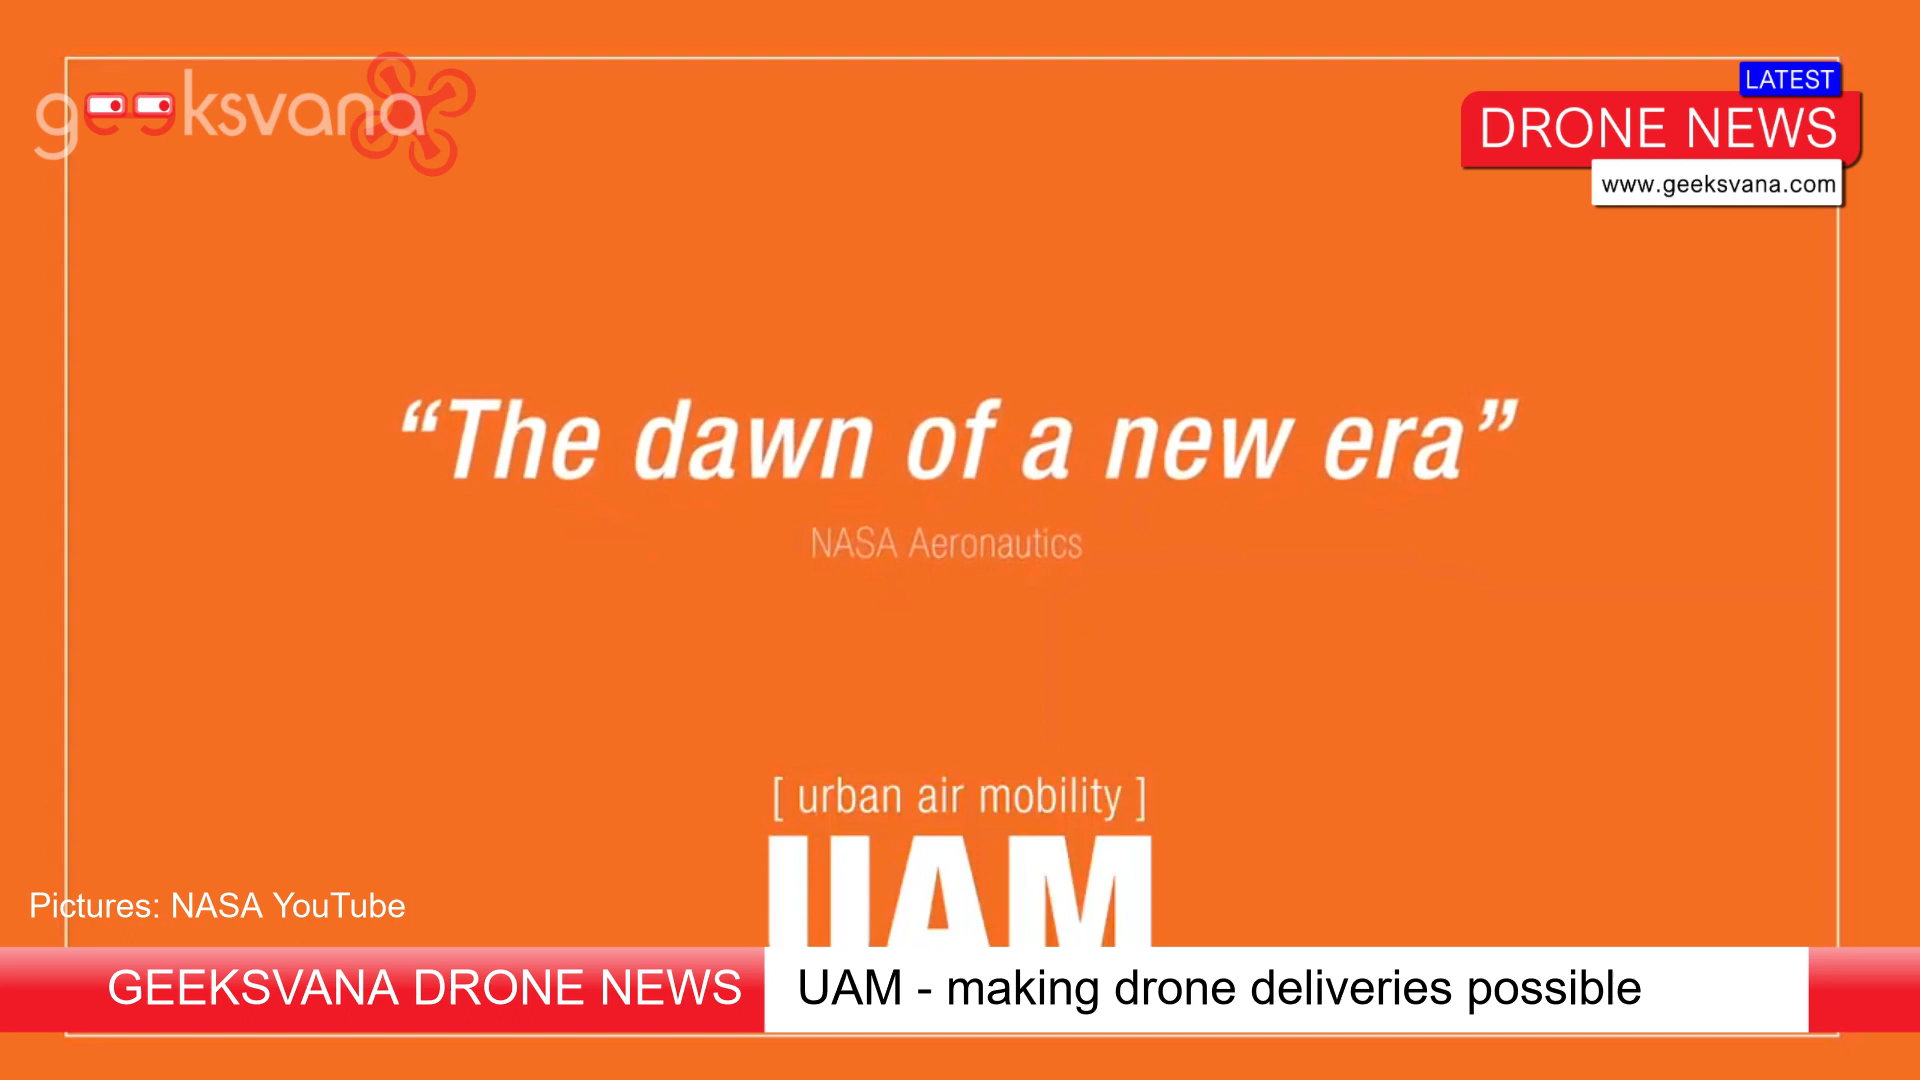 geeksvana
LATEST
DRONE NEWS
www.geeksvana.com
“The dawn of a new era”
NASA Aeronautics
[ urban air mobility ]
UAM
Pictures: NASA YouTube
GEEKSVANA DRONE NEWS
UAM - making drone deliveries possible